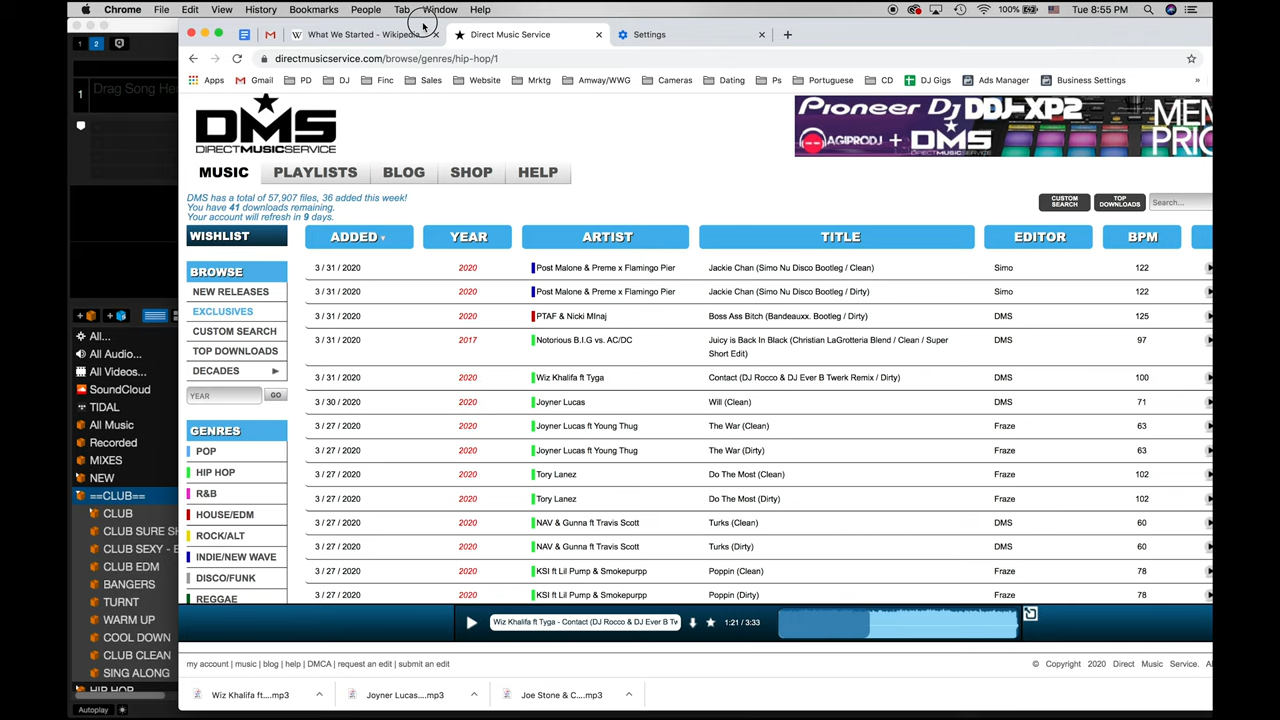 Chrome File Edit View History Bookmarks People Tab Window Help 100% Tue 8:55 PM
1 2
What We Started - Wikipedia Direct Music Service Settings
directmusicservice.com/browse/genres/hip-hop/1
Apps Gmail PD DJ Finc Sales Website Mrktg Amway/WWG Cameras Dating Ps Portuguese CD DJ Gigs Ads Manager Business Settings »
1 Drag Song He
DMS
DIRECTMUSICSERVICE
Pioneer Dj DDJ-XP2 MEM
AGIPRODJ + DMS PRIC
DIRECTMUSICSERVICE
MUSIC PLAYLISTS BLOG SHOP HELP
DMS has a total of 57,907 files, 36 added this week!
You have 41 downloads remaining.
Your account will refresh in 9 days.
CUSTOM SEARCH TOP DOWNLOADS Search...
WISHLIST ADDED YEAR ARTIST TITLE EDITOR BPM
3 / 31 / 2020 2020 Post Malone & Preme x Flamingo Pier Jackie Chan (Simo Nu Disco Bootleg / Clean) Simo 122
3 / 31 / 2020 2020 Post Malone & Preme x Flamingo Pier Jackie Chan (Simo Nu Disco Bootleg / Dirty) Simo 122
3 / 31 / 2020 2020 PTAF & Nicki MInaj Boss Ass Bitch (Bandeauxx. Bootleg / Dirty) DMS 125
3 / 31 / 2020 2017 Notorious B.I.G vs. AC/DC Juicy is Back In Black (Christian LaGrotteria Blend / Clean / Super DMS 97
Short Edit)
3 / 31 / 2020 2020 Wiz Khalifa ft Tyga Contact (DJ Rocco & DJ Ever B Twerk Remix / Dirty) DMS 100
3 / 30 / 2020 2020 Joyner Lucas Will (Clean) DMS 71
3 / 27 / 2020 2020 Joyner Lucas ft Young Thug The War (Clean) Fraze 63
3 / 27 / 2020 2020 Joyner Lucas ft Young Thug The War (Dirty) Fraze 63
3 / 27 / 2020 2020 Tory Lanez Do The Most (Clean) Fraze 102
3 / 27 / 2020 2020 Tory Lanez Do The Most (Dirty) Fraze 102
3 / 27 / 2020 2020 NAV & Gunna ft Travis Scott Turks (Clean) DMS 60
3 / 27 / 2020 2020 NAV & Gunna ft Travis Scott Turks (Dirty) DMS 60
3 / 27 / 2020 2020 KSI ft Lil Pump & Smokepurpp Poppin (Clean) Fraze 78
3 / 27 / 2020 2020 KSI ft Lil Pump & Smokepurpp Poppin (Dirty) Fraze 78
BROWSE
NEW RELEASES
EXCLUSIVES
CUSTOM SEARCH
TOP DOWNLOADS
DECADES
YEAR GO
GENRES
POP
HIP HOP
R&B
HOUSE/EDM
ROCK/ALT
INDIE/NEW WAVE
DISCO/FUNK
REGGAE
All...
All Audio...
All Videos...
SoundCloud
TIDAL
All Music
Recorded
MIXES
NEW
==CLUB==
CLUB
CLUB SURE SH
CLUB SEXY - E
CLUB EDM
BANGERS
TURNT
WARM UP
COOL DOWN
CLUB CLEAN
SING ALONG
HIP HOP
Autoplay
Wiz Khalifa ft Tyga - Contact (DJ Rocco & DJ Ever B Tw 1:21 / 3:33
my account | music | blog | help | DMCA | request an edit | submit an edit © Copyright 2020 Direct Music Service. Al
Wiz Khalifa ft....mp3 Joyner Lucas....mp3 Joe Stone & C....mp3